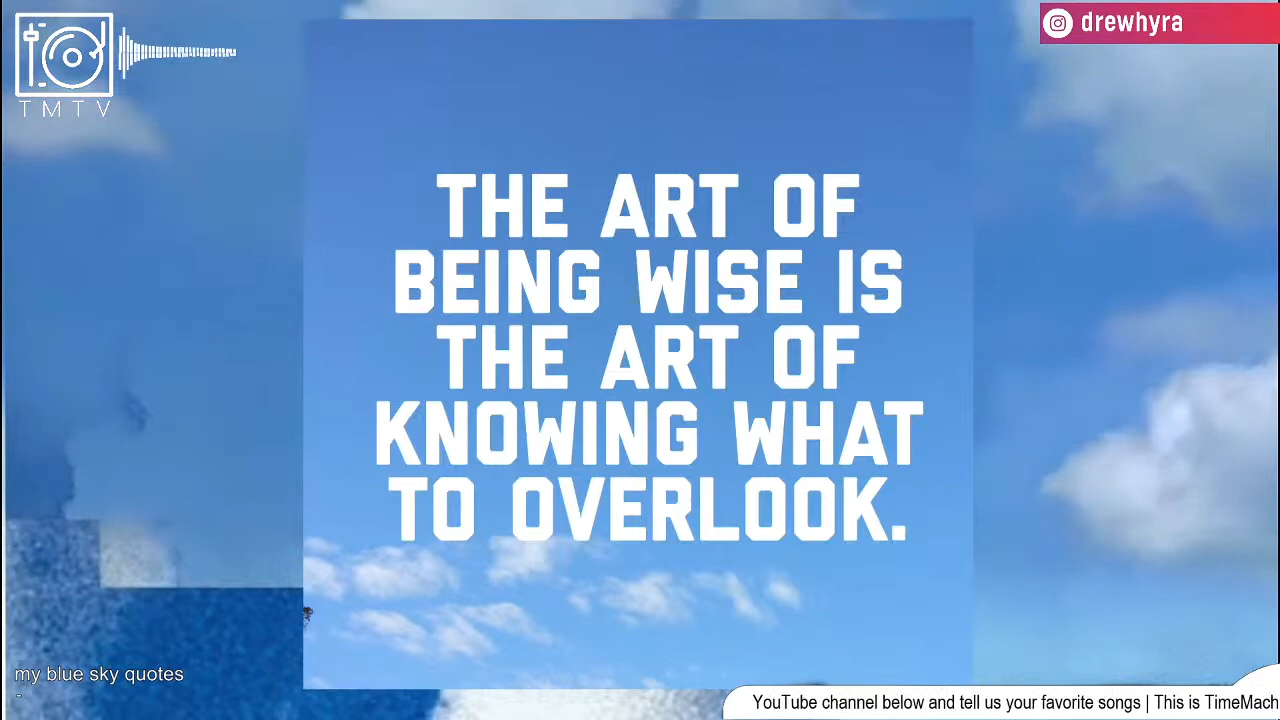 TMTV
drewhyra
THE ART OF
BEING WISE IS
THE ART OF
KNOWING WHAT
TO OVERLOOK.
my blue sky quotes
-
YouTube channel below and tell us your favorite songs | This is TimeMach